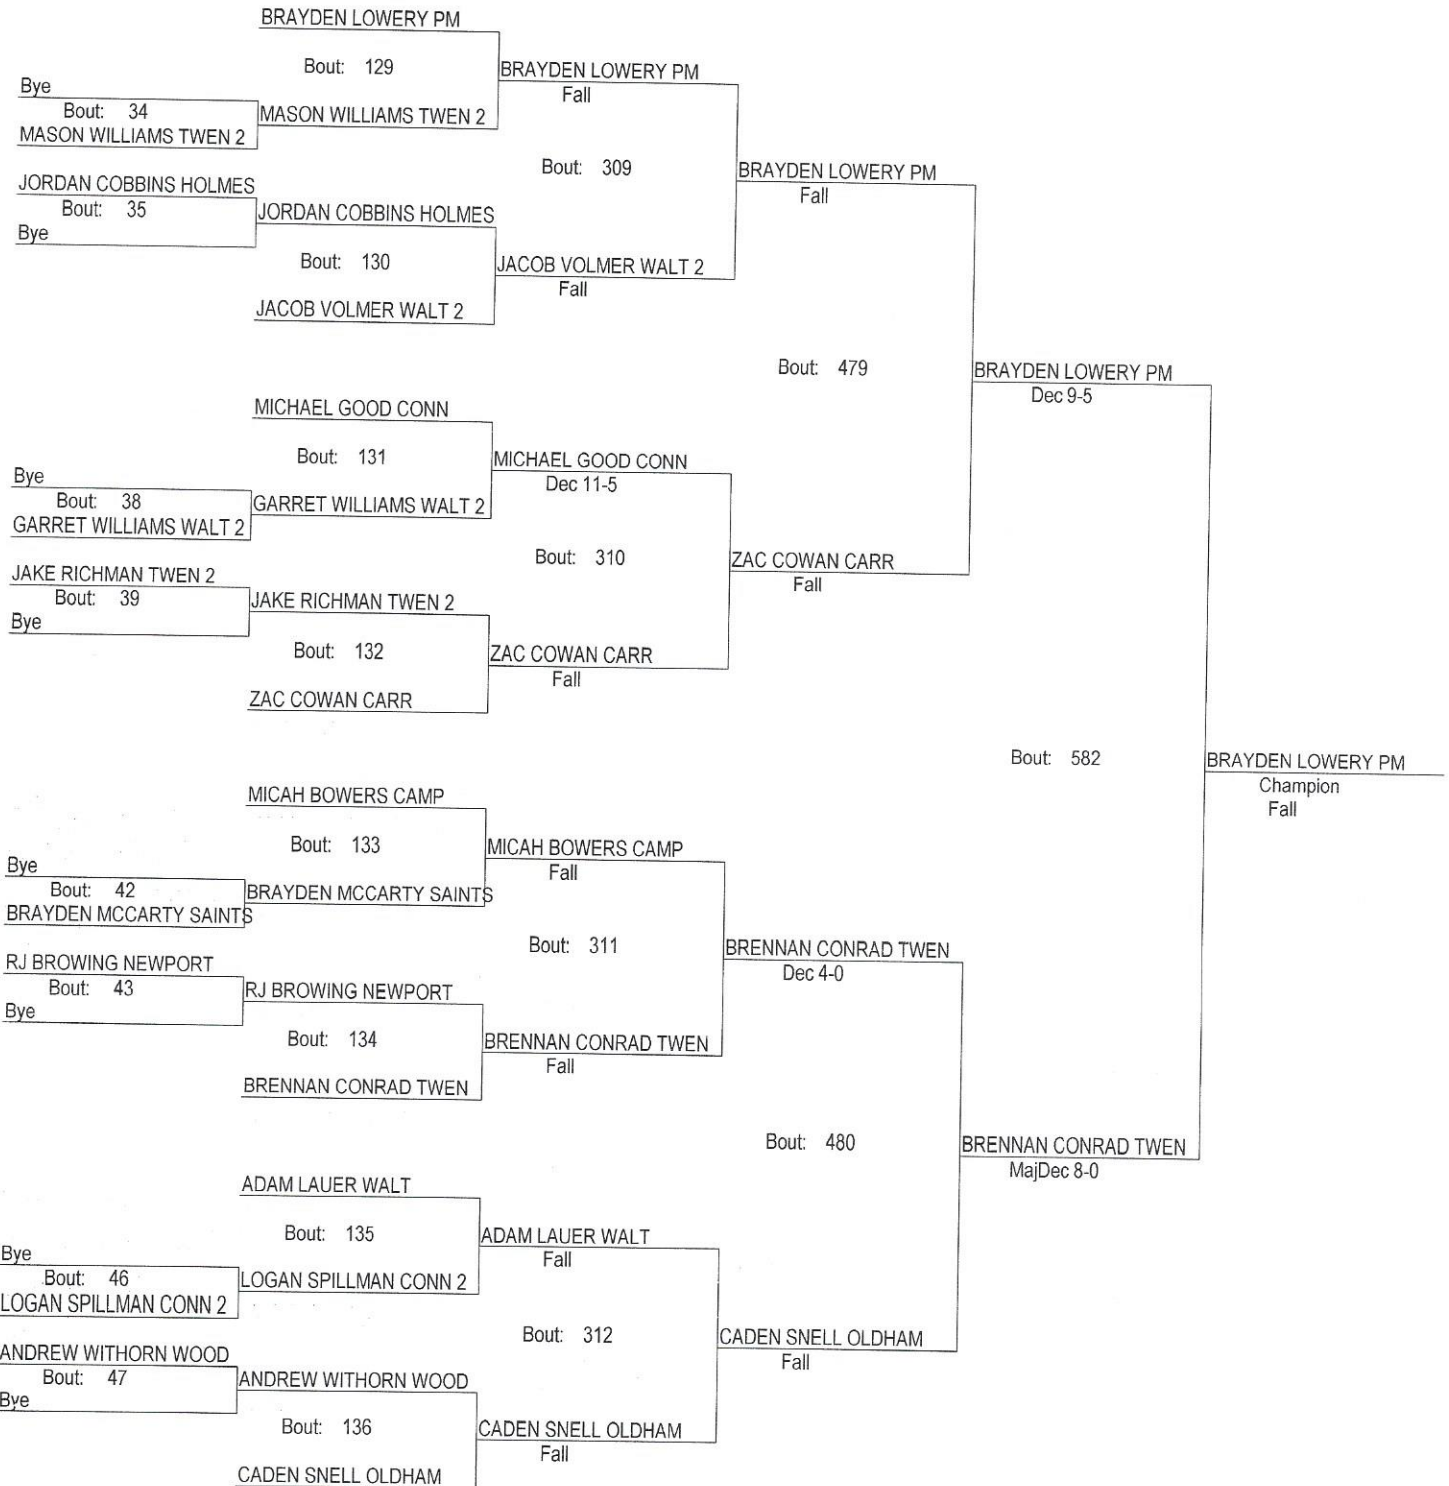 BRAYDEN LOWERY PM
Bout: 129
BRAYDEN LOWERY PM
Fall
Bye
Bout: 34
MASON WILLIAMS TWEN 2
MASON WILLIAMS TWEN 2
Bout: 309
BRAYDEN LOWERY PM
Fall
JORDAN COBBINS HOLMES
Bout: 35
Bye
JORDAN COBBINS HOLMES
Bout: 130
JACOB VOLMER WALT 2
Fall
JACOB VOLMER WALT 2
Bout: 479
BRAYDEN LOWERY PM
Dec 9-5
MICHAEL GOOD CONN
Bout: 131
MICHAEL GOOD CONN
Dec 11-5
Bye
Bout: 38
GARRET WILLIAMS WALT 2
GARRET WILLIAMS WALT 2
Bout: 310
ZAC COWAN CARR
Fall
JAKE RICHMAN TWEN 2
Bout: 39
Bye
JAKE RICHMAN TWEN 2
Bout: 132
ZAC COWAN CARR
Fall
ZAC COWAN CARR
Bout: 582
BRAYDEN LOWERY PM
Champion
Fall
MICAH BOWERS CAMP
Bout: 133
MICAH BOWERS CAMP
Fall
Bye
Bout: 42
BRAYDEN MCCARTY SAINTS
BRAYDEN MCCARTY SAINTS
Bout: 311
BRENNAN CONRAD TWEN
Dec 4-0
RJ BROWING NEWPORT
Bout: 43
Bye
RJ BROWING NEWPORT
Bout: 134
BRENNAN CONRAD TWEN
Fall
BRENNAN CONRAD TWEN
Bout: 480
BRENNAN CONRAD TWEN
MajDec 8-0
ADAM LAUER WALT
Bout: 135
ADAM LAUER WALT
Fall
Bye
Bout: 46
LOGAN SPILLMAN CONN 2
LOGAN SPILLMAN CONN 2
Bout: 312
CADEN SNELL OLDHAM
Fall
ANDREW WITHORN WOOD
Bout: 47
Bye
ANDREW WITHORN WOOD
Bout: 136
CADEN SNELL OLDHAM
Fall
CADEN SNELL OLDHAM